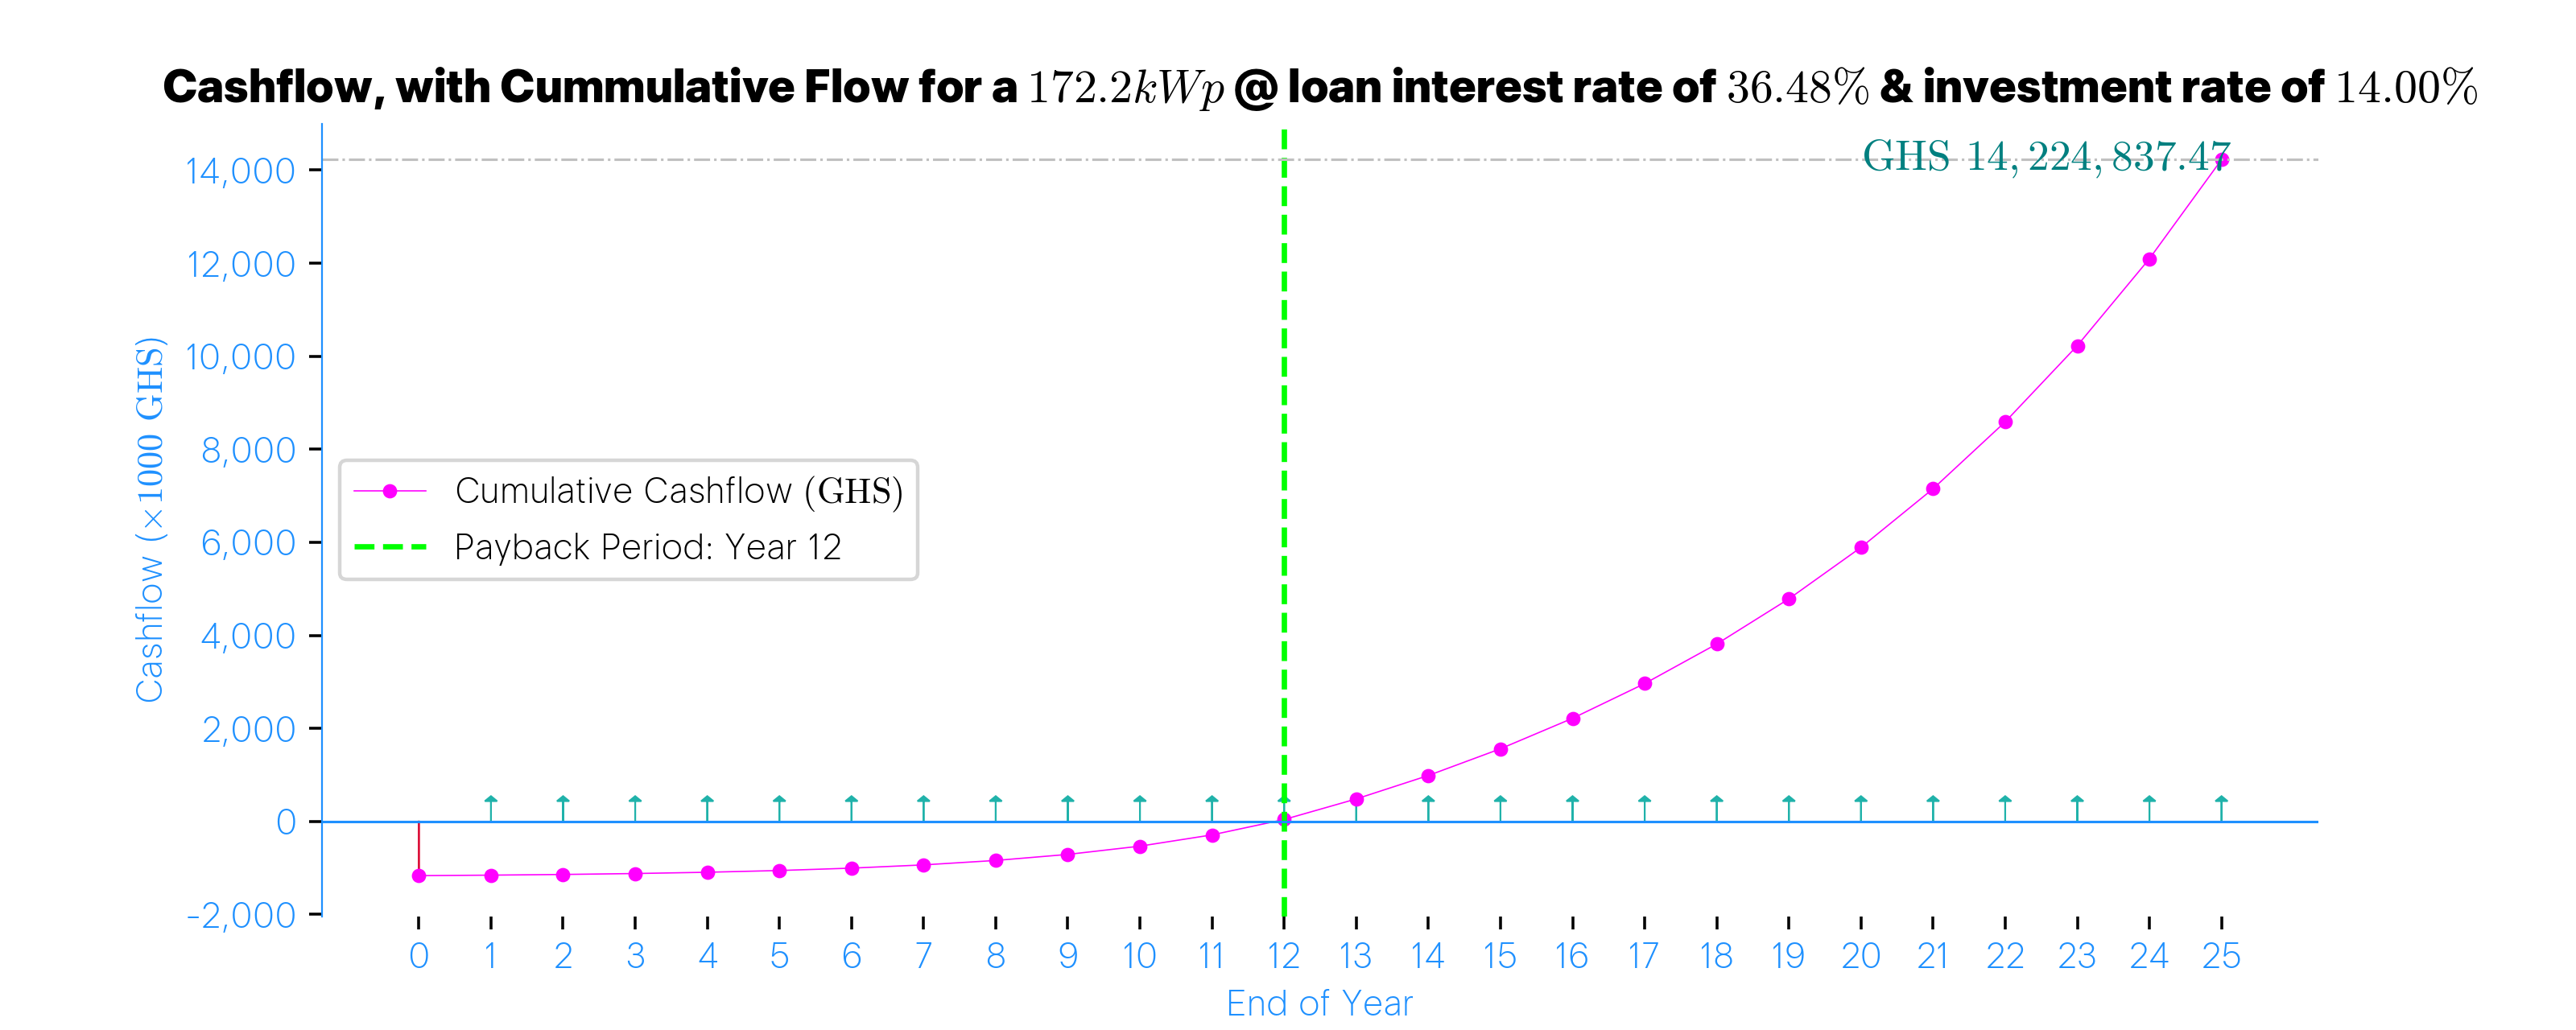 Cashflow, with Cummulative Flow for a 172.2kWp @ loan interest rate of 36.48% & investment rate of 14.00%
GHS 14,224,837.47
Cashflow (×1000 GHS)
14,000
12,000
10,000
8,000
6,000
4,000
2,000
0
-2,000
Cumulative Cashflow (GHS)
Payback Period: Year 12
0 1 2 3 4 5 6 7 8 9 10 11 12 13 14 15 16 17 18 19 20 21 22 23 24 25
End of Year